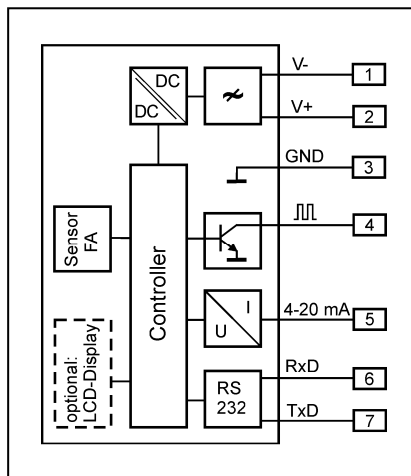 V-
1
DC
DC
V+
2
GND
3
Sensor
FA
4
Controller
I
U
4-20 mA
5
optional:
LCD-Display
RxD
6
RS
232
TxD
7